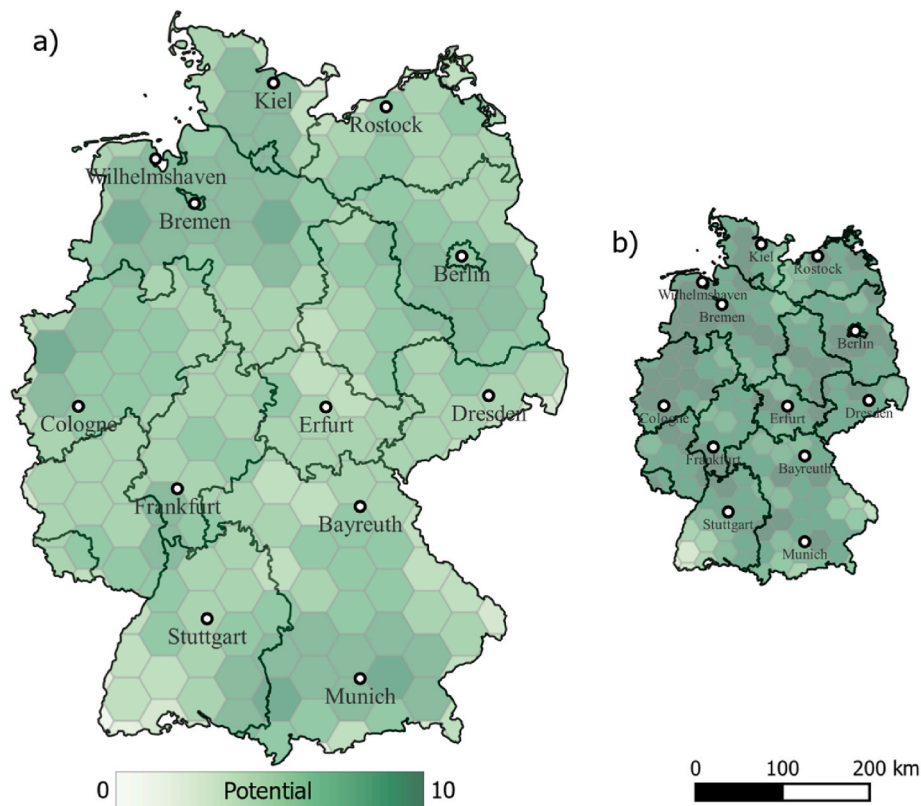 a)
Kiel
Rostock
Wilhelmshaven
Bremen
Berlin
Cologne
Erfurt
Dresden
Frankfurt
Bayreuth
Stuttgart
Munich
0 Potential 10
b)
Kiel
Rostock
Wilhelmshaven
Bremen
Berlin
Cologne
Erfurt
Dresden
Frankfurt
Bayreuth
Stuttgart
Munich
0 100 200 km